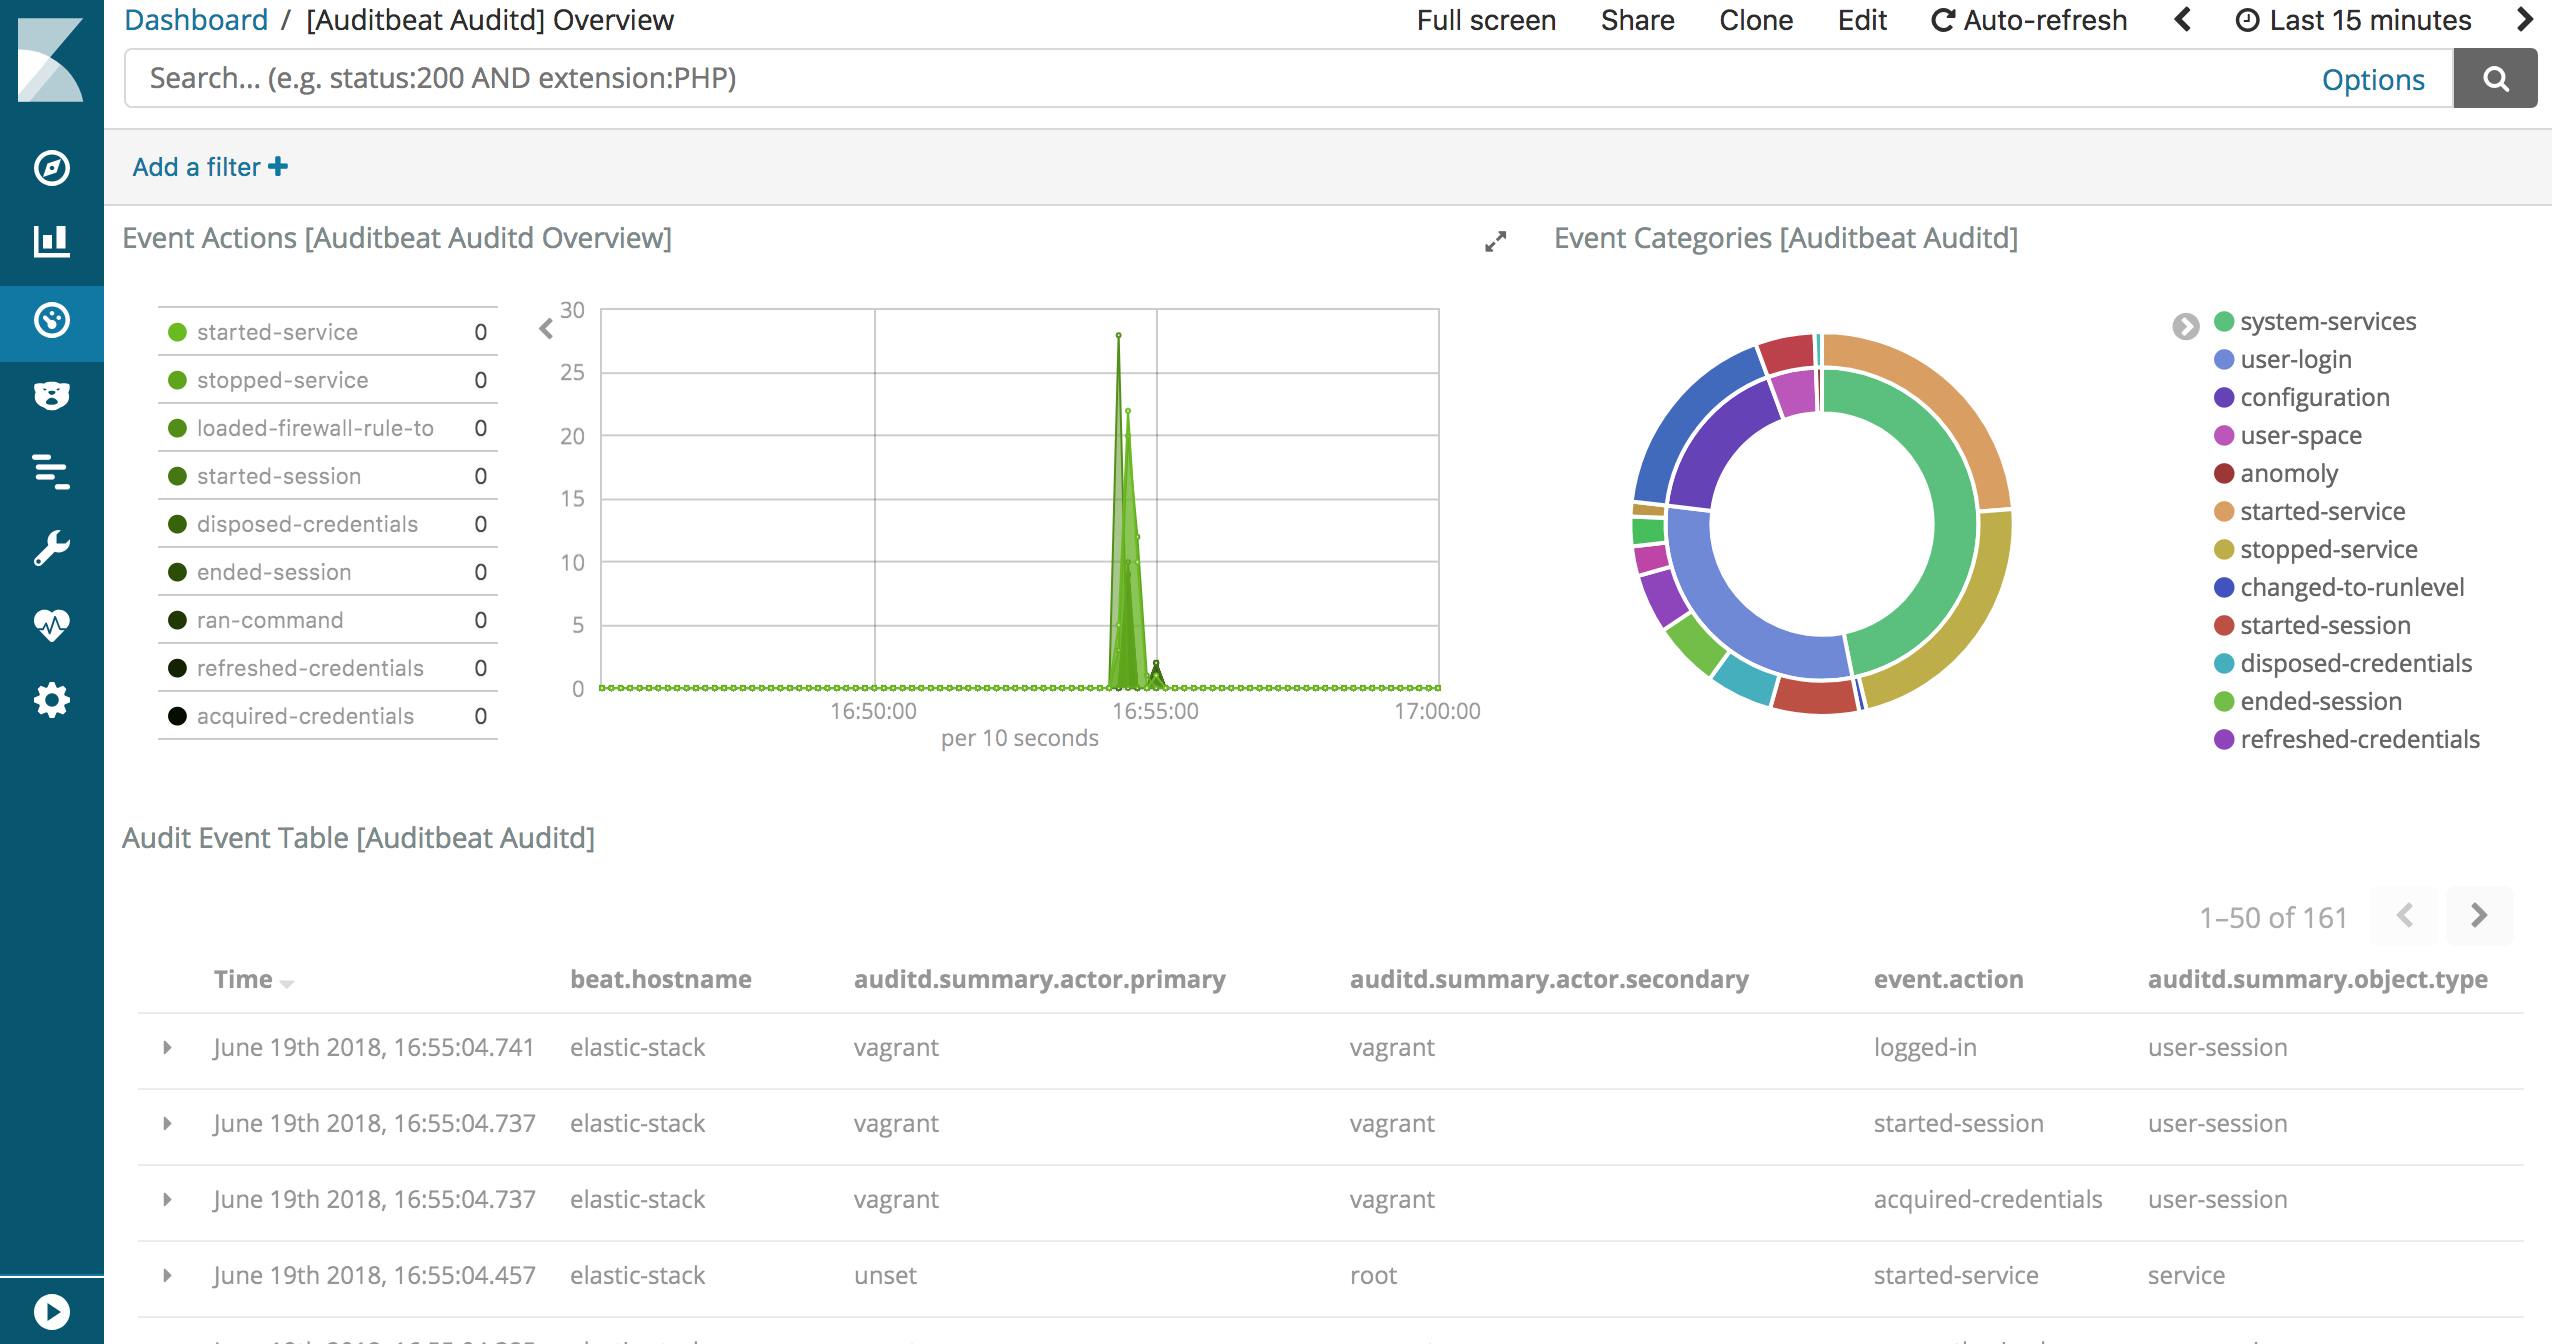 Dashboard / [Auditbeat Auditd] Overview
Full screen Share Clone Edit Auto-refresh Last 15 minutes
Search... (e.g. status:200 AND extension:PHP)
Options
Add a filter
Event Actions [Auditbeat Auditd Overview]
started-service 0
stopped-service 0
loaded-firewall-rule-to 0
started-session 0
disposed-credentials 0
ended-session 0
ran-command 0
refreshed-credentials 0
acquired-credentials 0
30
25
20
15
10
5
0
16:50:00 16:55:00 17:00:00
per 10 seconds
Event Categories [Auditbeat Auditd]
system-services
user-login
configuration
user-space
anomoly
started-service
stopped-service
changed-to-runlevel
started-session
disposed-credentials
ended-session
refreshed-credentials
Audit Event Table [Auditbeat Auditd]
1–50 of 161
Time beat.hostname auditd.summary.actor.primary auditd.summary.actor.secondary event.action auditd.summary.object.type
June 19th 2018, 16:55:04.741 elastic-stack vagrant vagrant logged-in user-session
June 19th 2018, 16:55:04.737 elastic-stack vagrant vagrant started-session user-session
June 19th 2018, 16:55:04.737 elastic-stack vagrant vagrant acquired-credentials user-session
June 19th 2018, 16:55:04.457 elastic-stack unset root started-service service